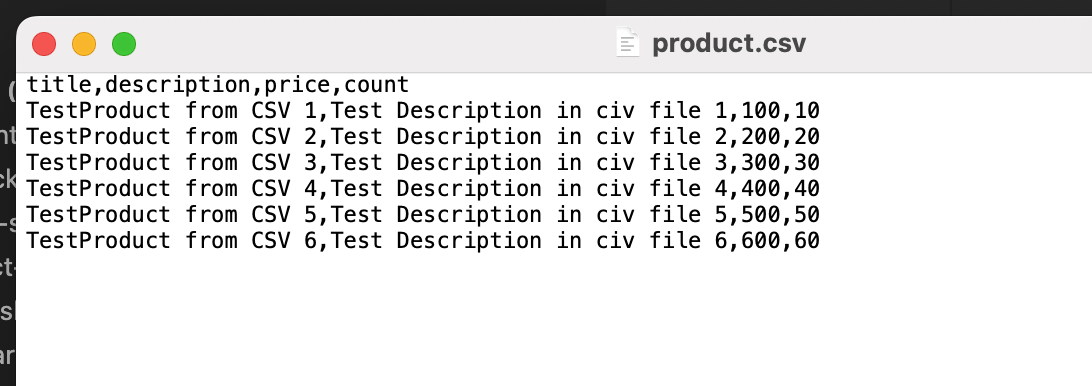 product.csv
title,description,price,count
TestProduct from CSV 1,Test Description in civ file 1,100,10
TestProduct from CSV 2,Test Description in civ file 2,200,20
TestProduct from CSV 3,Test Description in civ file 3,300,30
TestProduct from CSV 4,Test Description in civ file 4,400,40
TestProduct from CSV 5,Test Description in civ file 5,500,50
TestProduct from CSV 6,Test Description in civ file 6,600,60